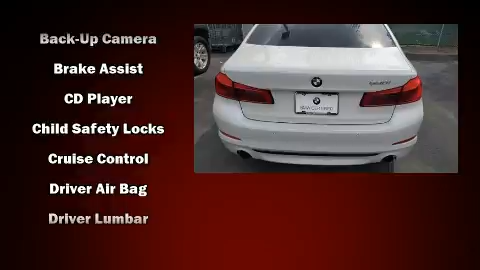 Back-Up Camera
Brake Assist
CD Player
Child Safety Locks
Cruise Control
Driver Air Bag
Driver Lumbar